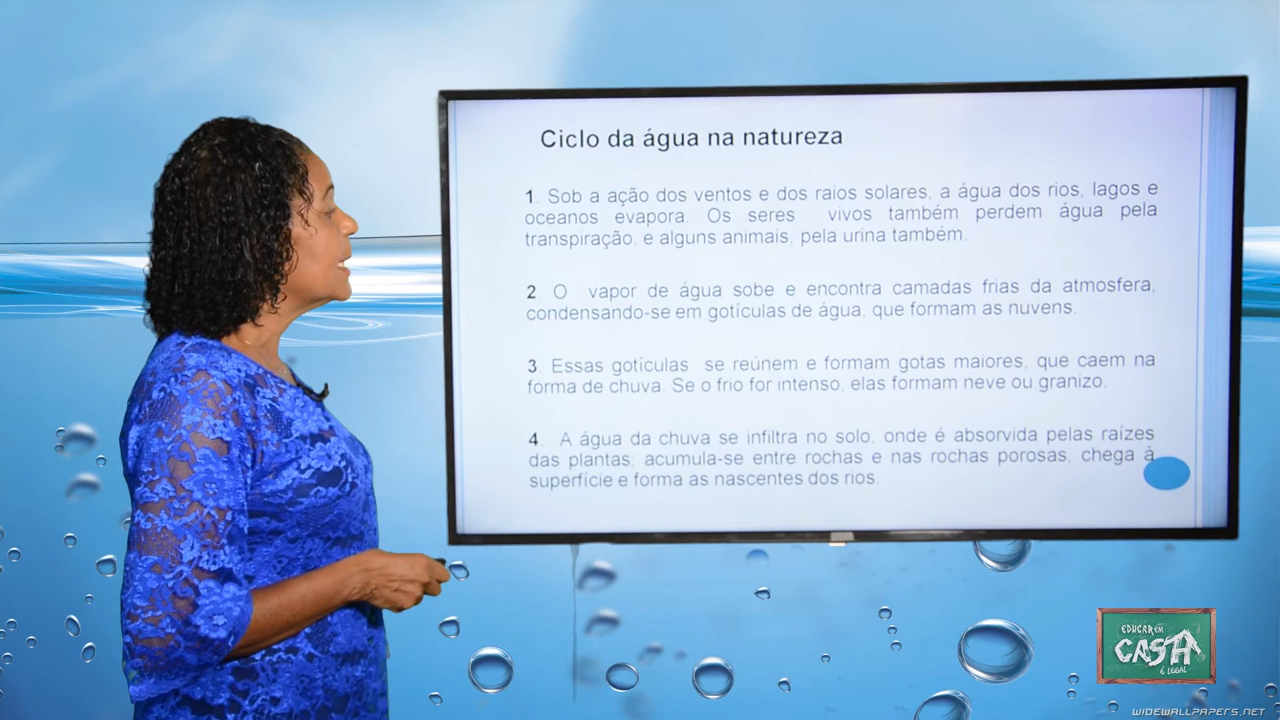 Ciclo da água na natureza
1. Sob a ação dos ventos e dos raios solares, a água dos rios, lagos e
oceanos evapora. Os seres vivos também perdem água pela
transpiração, e alguns animais, pela urina também.
2. O vapor de água sobe e encontra camadas frias da atmosfera,
condensando-se em gotículas de água, que formam as nuvens.
3. Essas gotículas se reúnem e formam gotas maiores, que caem na
forma de chuva. Se o frio for intenso, elas formam neve ou granizo.
4. A água da chuva se infiltra no solo, onde é absorvida pelas raízes
das plantas; acumula-se entre rochas e nas rochas porosas, chega à
superfície e forma as nascentes dos rios.
EDUCAR EM
CASA
É LEGAL
WIDEWALLPAPERS.NET